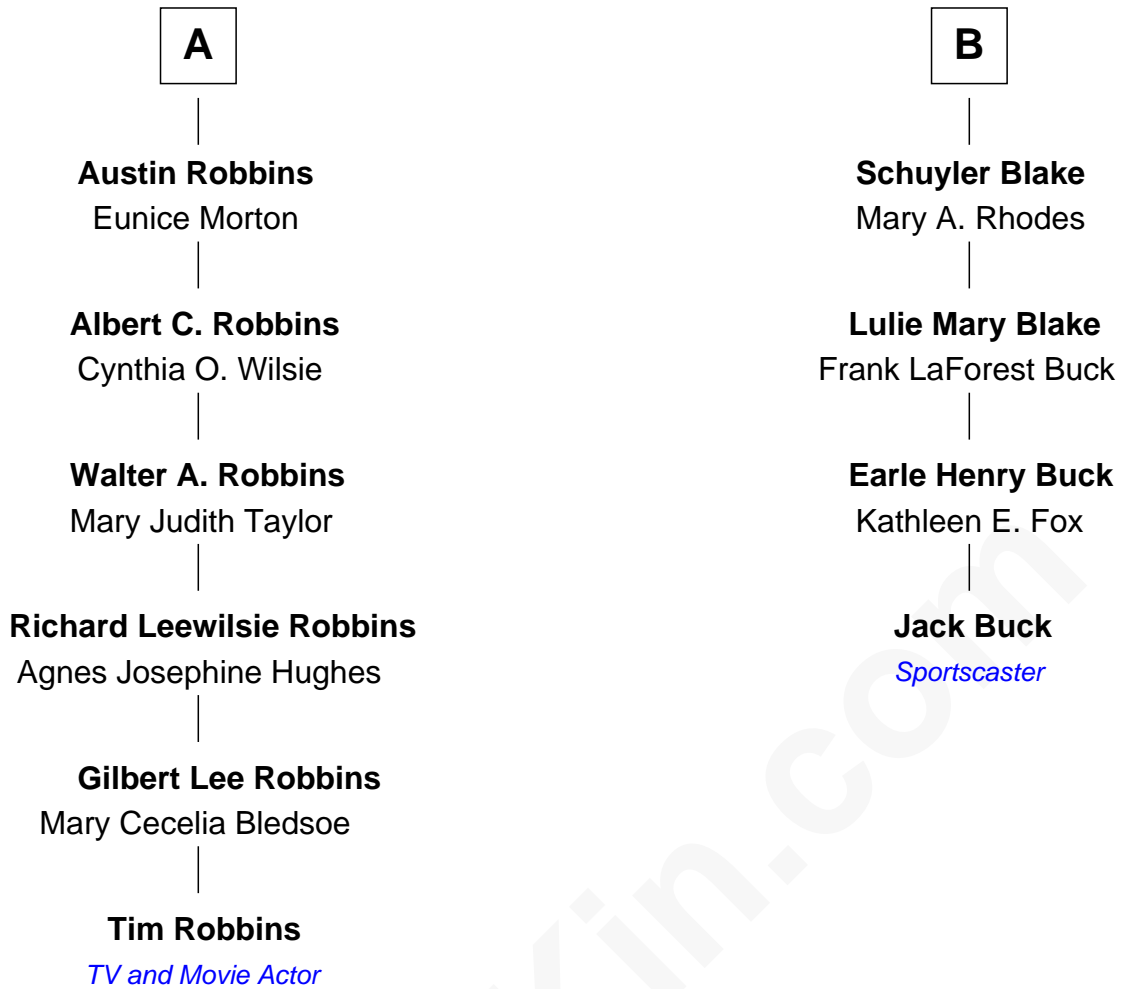 A
Austin Robbins
Eunice Morton
Albert C. Robbins
Cynthia O. Wilsie
Walter A. Robbins
Mary Judith Taylor
Richard Leewilsie Robbins
Agnes Josephine Hughes
Gilbert Lee Robbins
Mary Cecelia Bledsoe
Tim Robbins
TV and Movie Actor
B
Schuyler Blake
Mary A. Rhodes
Lulie Mary Blake
Frank LaForest Buck
Earle Henry Buck
Kathleen E. Fox
Jack Buck
Sportscaster
Kin.com